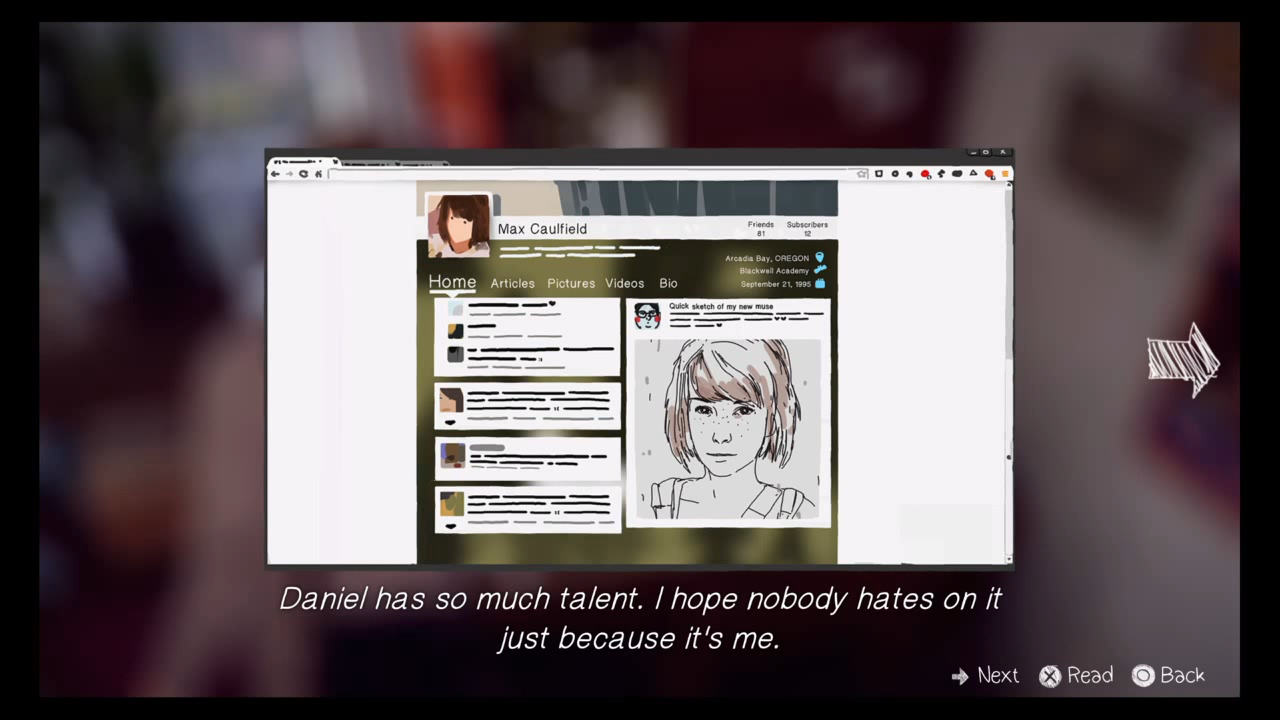 Max Caulfield
Friends
81
Subscribers
12
Arcadia Bay, OREGON
Blackwell Academy
September 21, 1995
Home Articles Pictures Videos Bio
Quick sketch of my new muse
Daniel has so much talent. I hope nobody hates on it
just because it's me.
Next Read Back